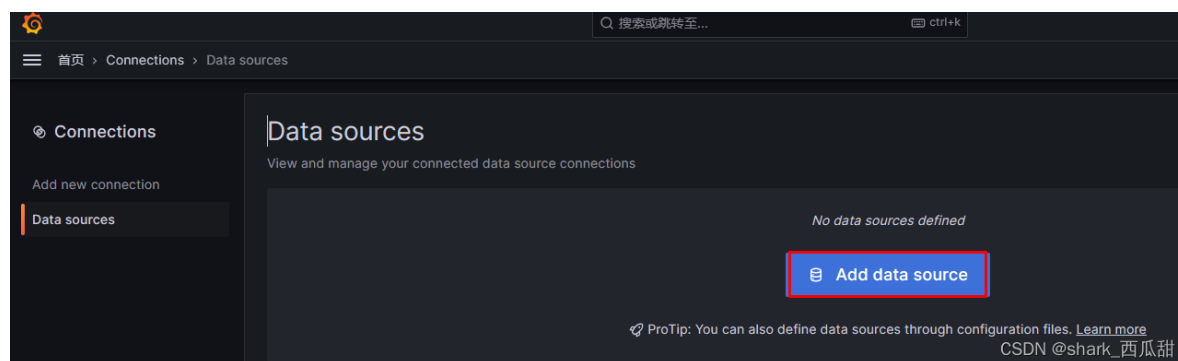 搜索或跳转至... ctrl+k
首页 › Connections › Data sources
Connections
Data sources
View and manage your connected data source connections
Add new connection
Data sources
No data sources defined
Add data source
ProTip: You can also define data sources through configuration files. Learn more
CSDN @shark_西瓜甜